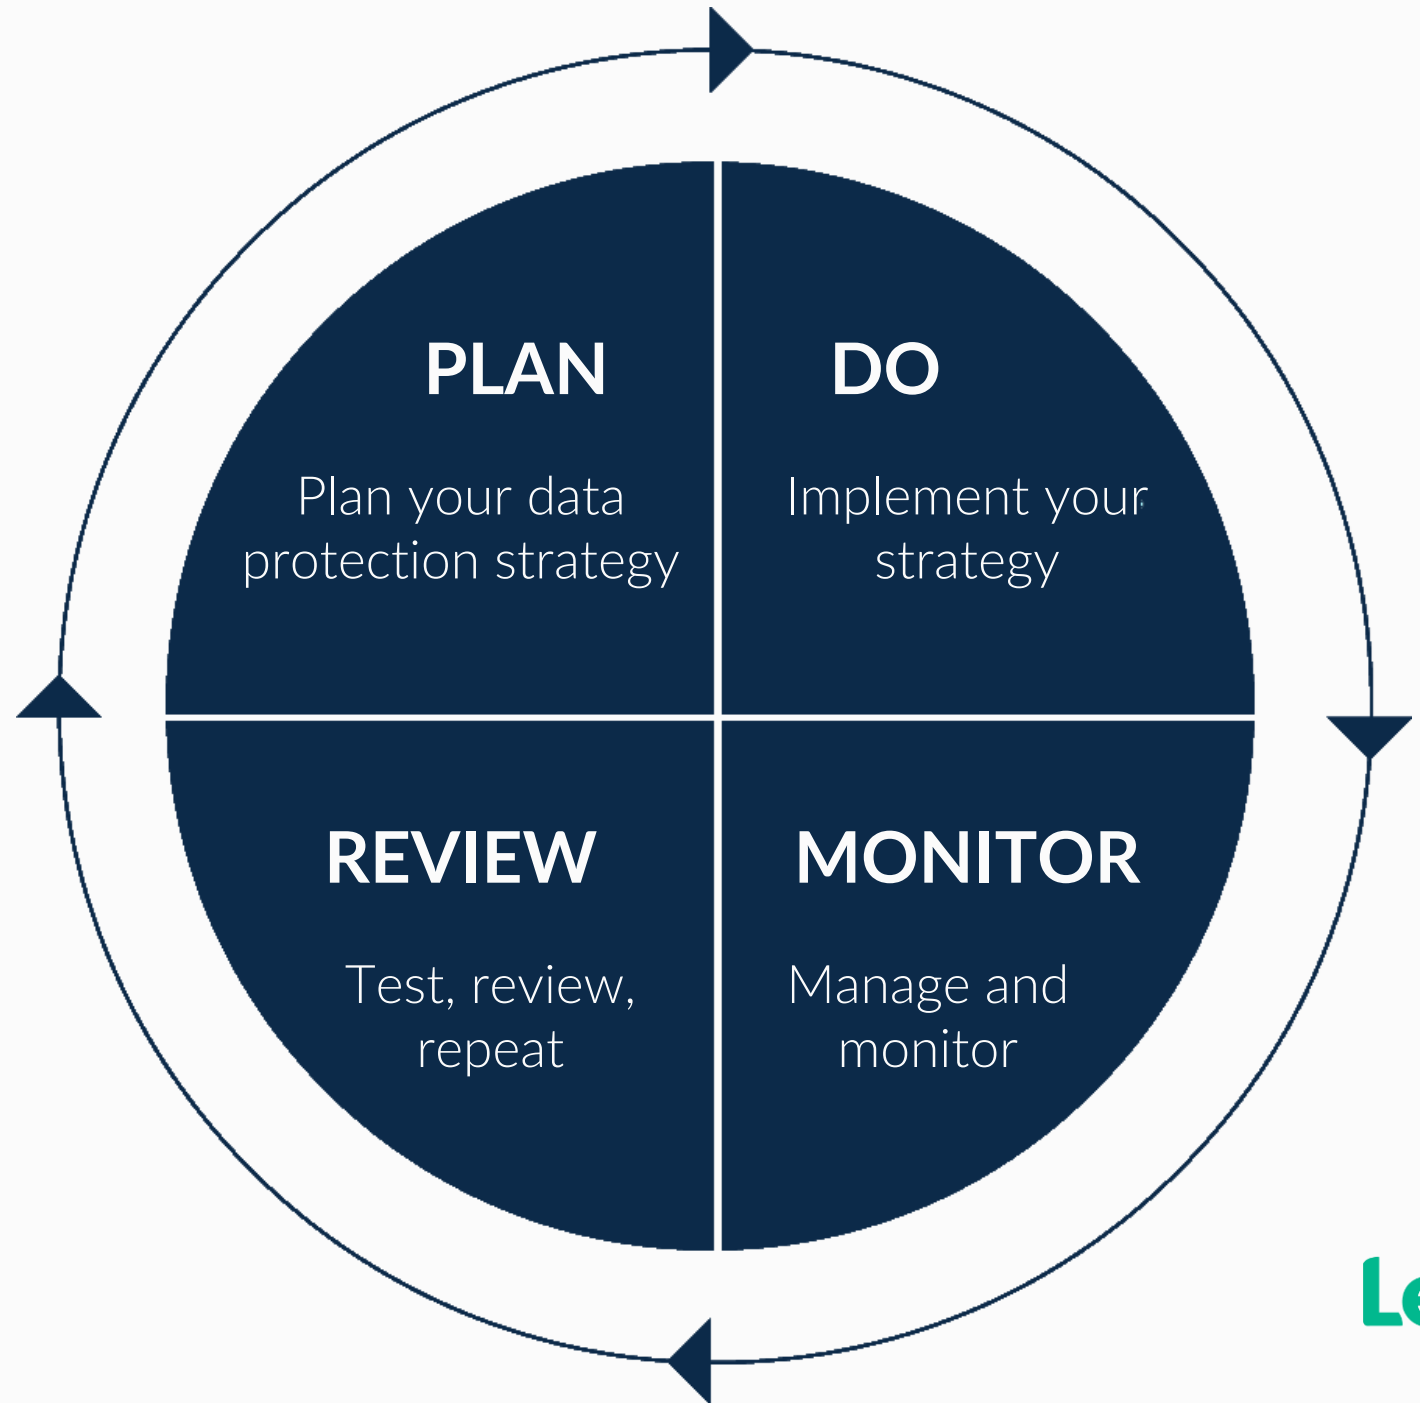 PLAN
Plan your data
protection strategy
DO
Implement your
strategy
REVIEW
Test, review,
repeat
MONITOR
Manage and
monitor